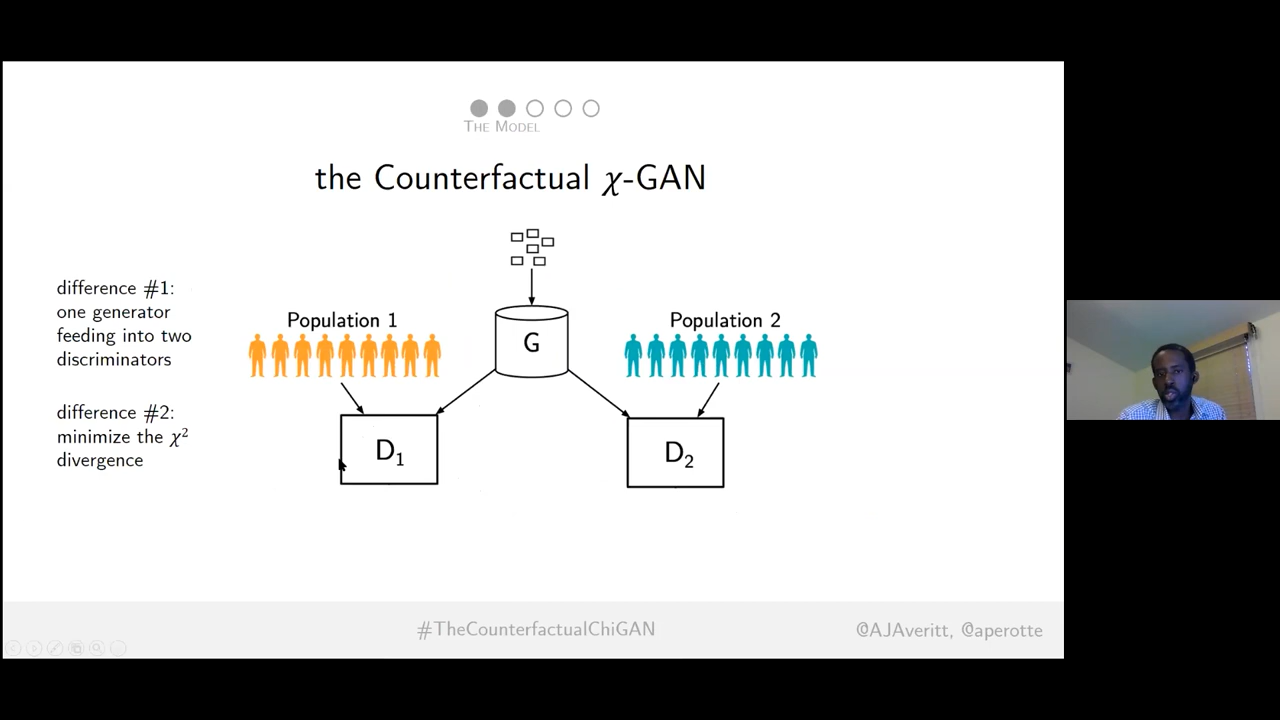 The Model
the Counterfactual χ-GAN
difference #1:
one generator
feeding into two
discriminators
difference #2:
minimize the χ²
divergence
Population 1
G
Population 2
D₁
D₂
#TheCounterfactualChiGAN
@AJAveritt, @aperotte